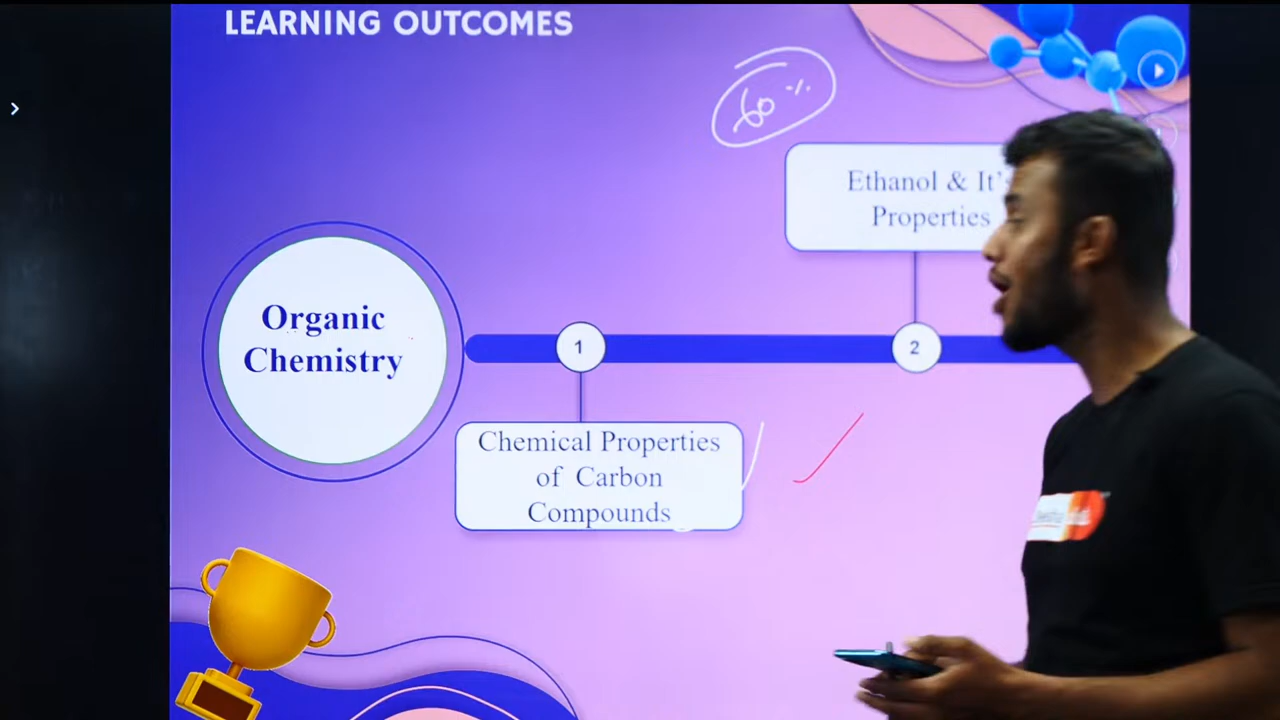 LEARNING OUTCOMES
60 %
Ethanol & It's
Properties
Organic
Chemistry
1
2
Chemical Properties
of Carbon
Compounds